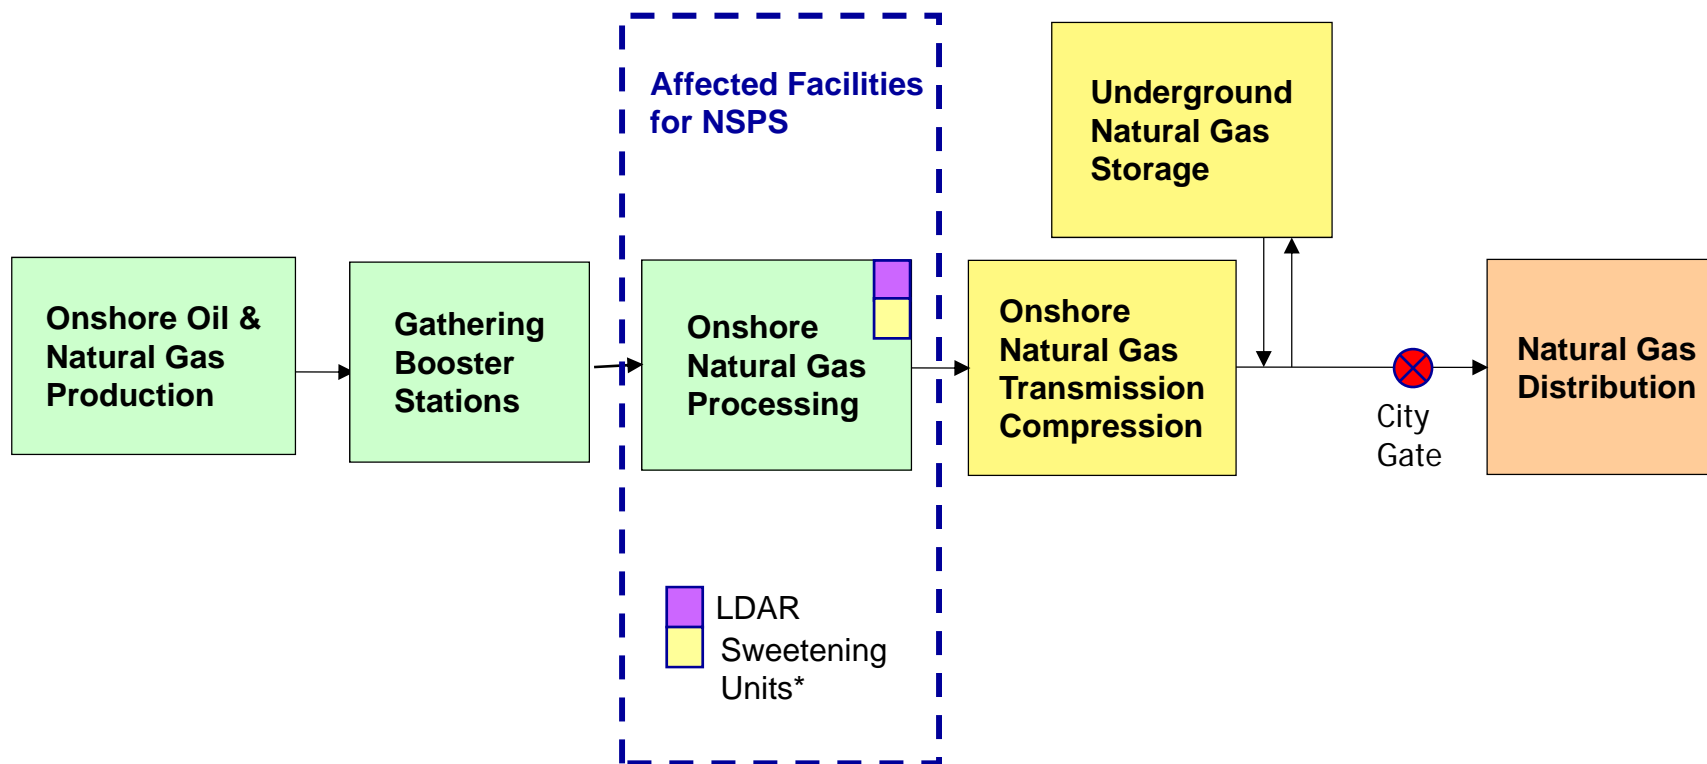 Affected Facilities
for NSPS
Underground
Natural Gas
Storage
Onshore Oil &
Natural Gas
Production
Gathering
Booster
Stations
Onshore
Natural Gas
Processing
Onshore
Natural Gas
Transmission
Compression
City
Gate
Natural Gas
Distribution
LDAR
Sweetening
Units*